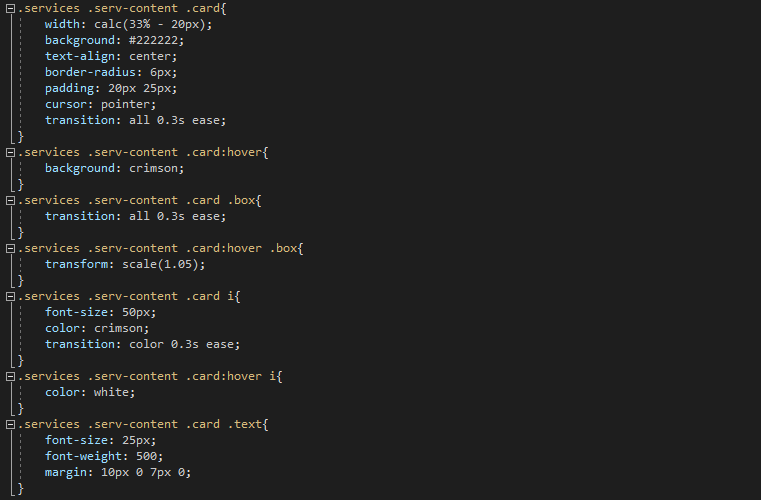 .services .serv-content .card{
width: calc(33% - 20px);
background: #222222;
text-align: center;
border-radius: 6px;
padding: 20px 25px;
cursor: pointer;
transition: all 0.3s ease;
}
.services .serv-content .card:hover{
background: crimson;
}
.services .serv-content .card .box{
transition: all 0.3s ease;
}
.services .serv-content .card:hover .box{
transform: scale(1.05);
}
.services .serv-content .card i{
font-size: 50px;
color: crimson;
transition: color 0.3s ease;
}
.services .serv-content .card:hover i{
color: white;
}
.services .serv-content .card .text{
font-size: 25px;
font-weight: 500;
margin: 10px 0 7px 0;
}